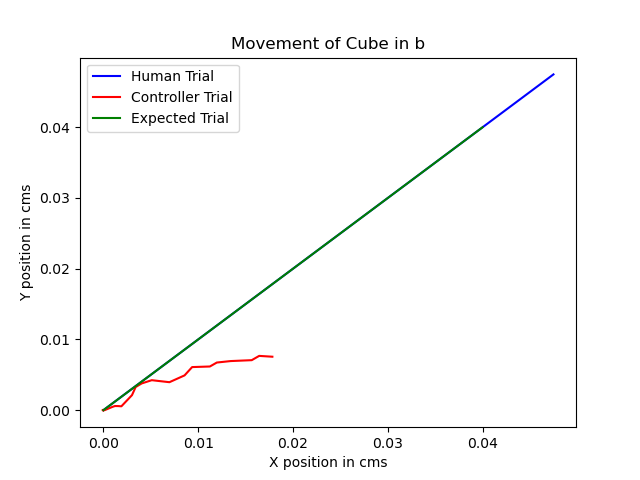 Movement of Cube in b
Human Trial
Controller Trial
Expected Trial
Y position in cms
0.04
0.03
0.02
0.01
0.00
0.00 0.01 0.02 0.03 0.04
X position in cms